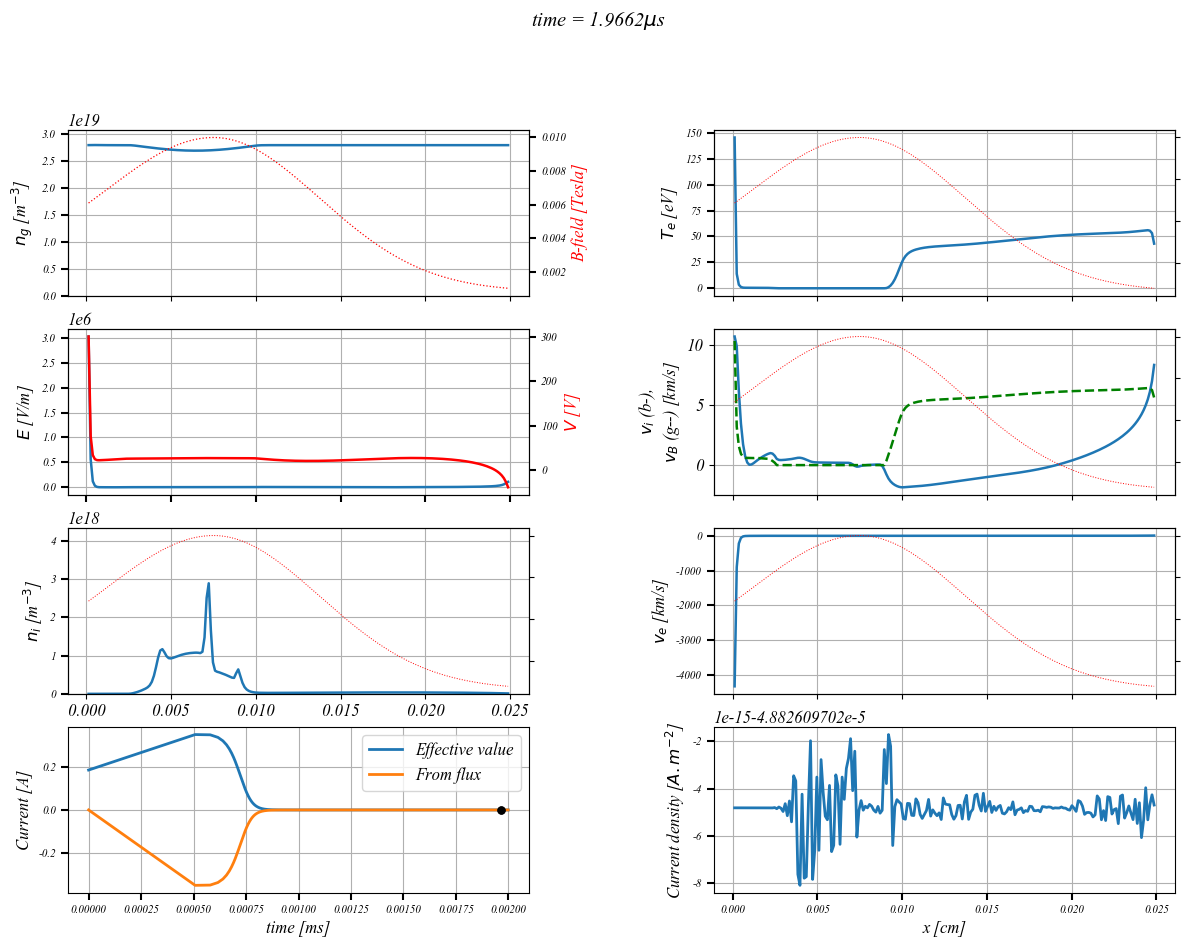 time = 1.9662μs
1e19
3.0
2.5
2.0
1.5
1.0
0.5
0.0
n_g [m⁻³]
0.010
0.008
0.006
0.004
0.002
B-field [Tesla]
150
125
100
75
50
25
0
T_e [eV]
1e6
3.0
2.5
2.0
1.5
1.0
0.5
0.0
E [V/m]
300
200
100
0
V [V]
10
5
0
v_i (b-),
v_B (g--) [km/s]
1e18
4
3
2
1
0
n_i [m⁻³]
0.000 0.005 0.010 0.015 0.020 0.025
0
-1000
-2000
-3000
-4000
v_e [km/s]
0.2
0.0
-0.2
Current [A]
Effective value
From flux
0.00000 0.00025 0.00050 0.00075 0.00100 0.00125 0.00150 0.00175 0.00200
time [ms]
1e-15-4.882609702e-5
-2
-4
-6
-8
Current density [A.m⁻²]
0.000 0.005 0.010 0.015 0.020 0.025
x [cm]